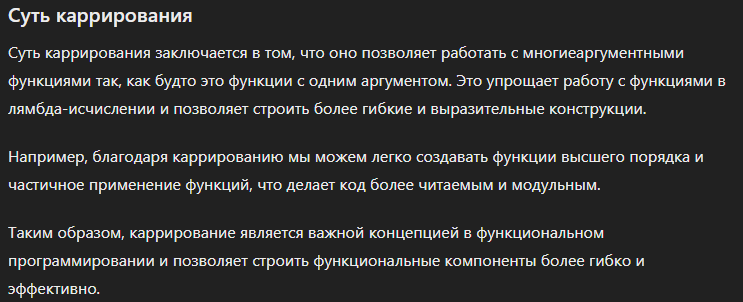 Суть каррирования
Суть каррирования заключается в том, что оно позволяет работать с многиеаргументными
функциями так, как будто это функции с одним аргументом. Это упрощает работу с функциями в
лямбда-исчислении и позволяет строить более гибкие и выразительные конструкции.
Например, благодаря каррированию мы можем легко создавать функции высшего порядка и
частичное применение функций, что делает код более читаемым и модульным.
Таким образом, каррирование является важной концепцией в функциональном
программировании и позволяет строить функциональные компоненты более гибко и
эффективно.